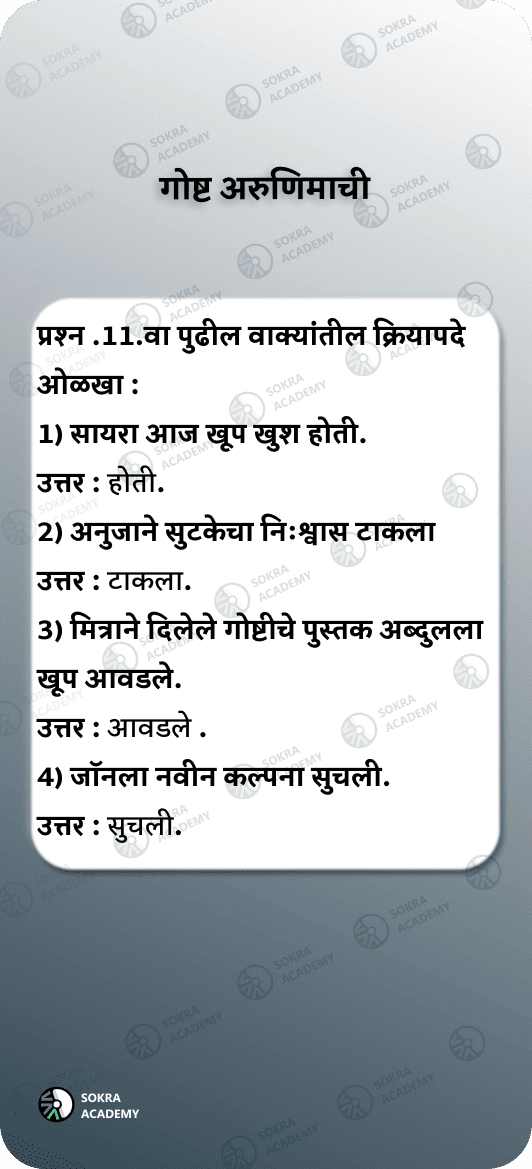 गोष्ट अरुणिमाची
प्रश्न .11.वा पुढील वाक्यांतील क्रियापदे
ओळखा :
1) सायरा आज खूप खुश होती.
उत्तर : होती.
2) अनुजाने सुटकेचा निःश्वास टाकला
उत्तर : टाकला.
3) मित्राने दिलेले गोष्टीचे पुस्तक अब्दुलला
खूप आवडले.
उत्तर : आवडले .
4) जॉनला नवीन कल्पना सुचली.
उत्तर : सुचली.
SOKRA
ACADEMY